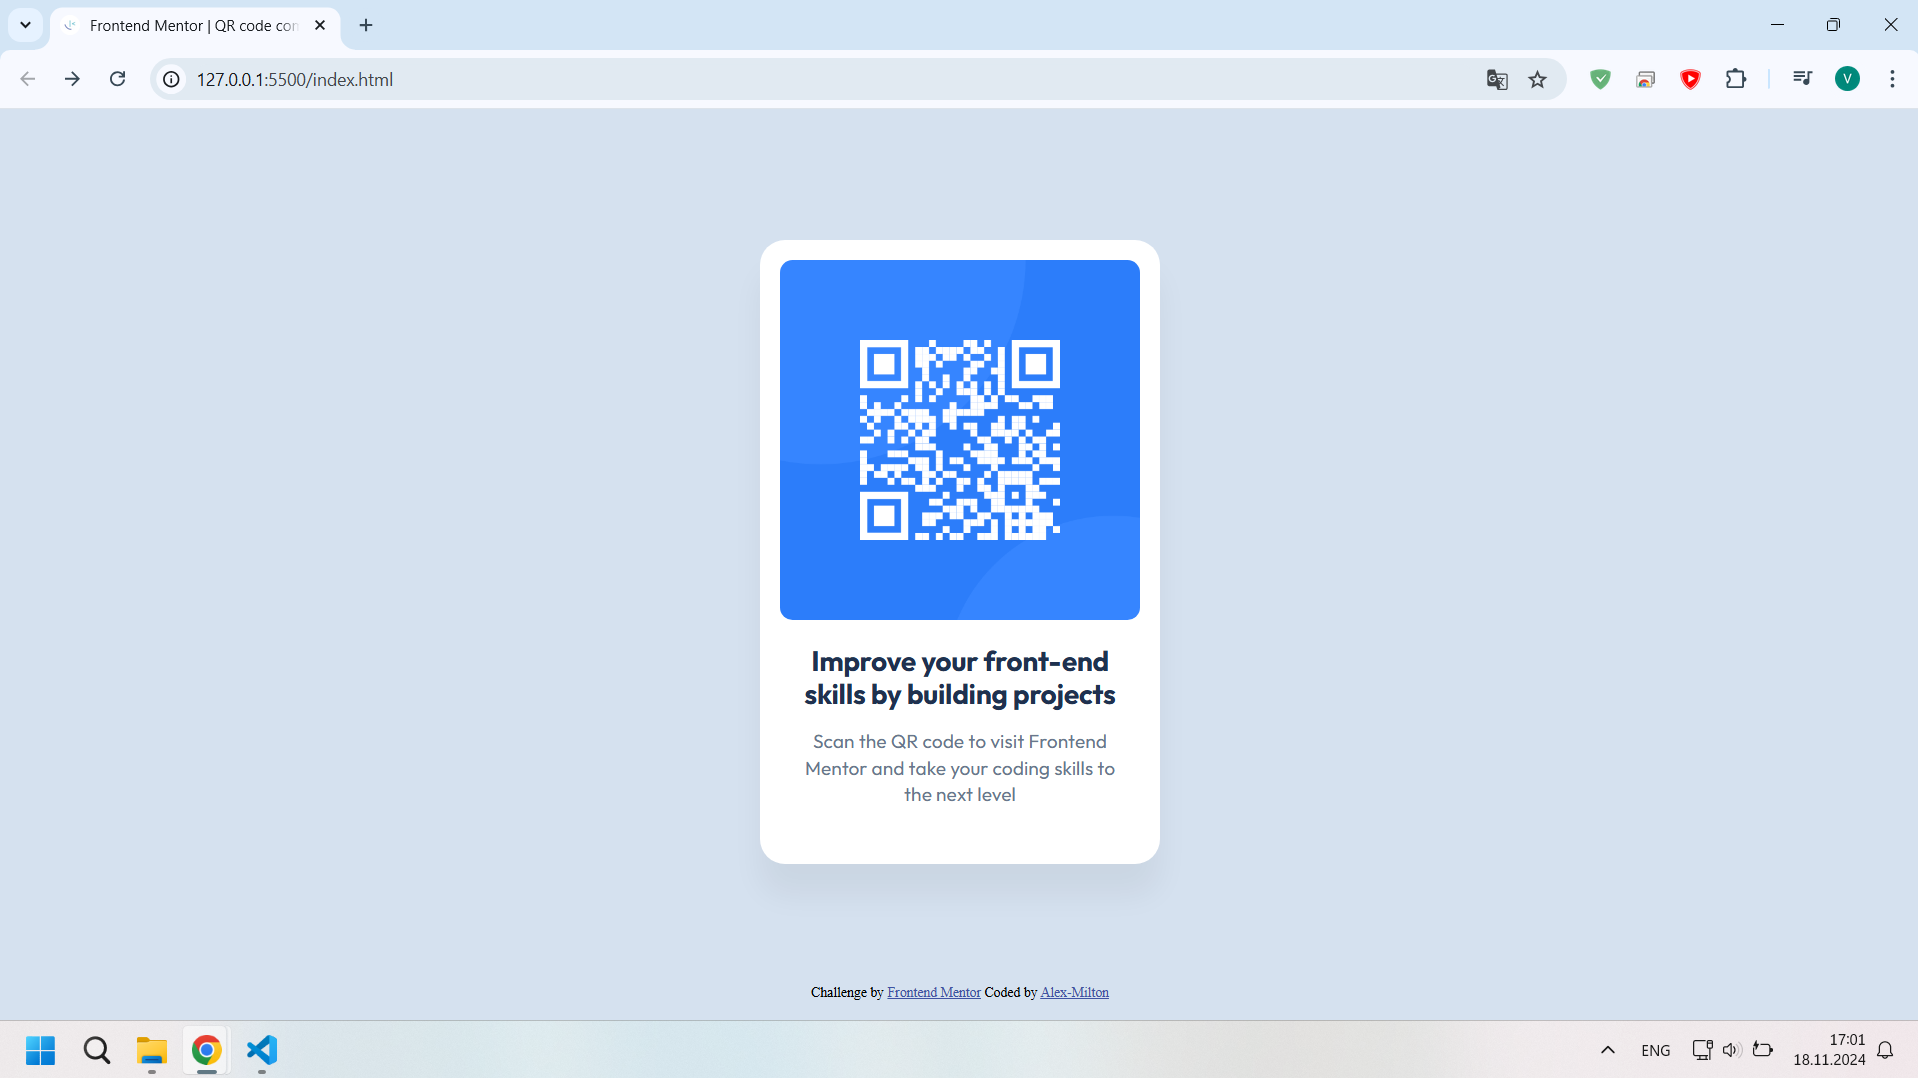 Frontend Mentor | QR code con
127.0.0.1:5500/index.html
V
Improve your front-end
skills by building projects
Scan the QR code to visit Frontend
Mentor and take your coding skills to
the next level
Challenge by Frontend Mentor Coded by Alex-Milton
ENG
17:01
18.11.2024